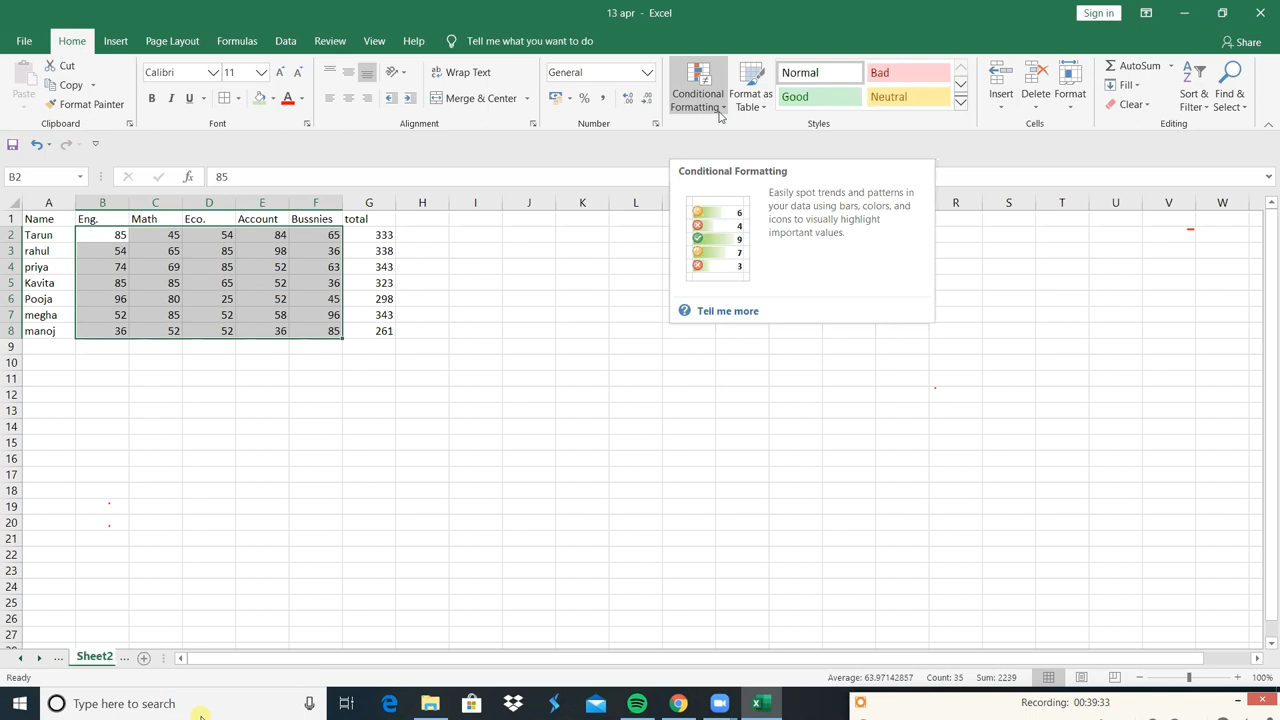 13 apr - Excel
Sign in
File Home Insert Page Layout Formulas Data Review View Help Tell me what you want to do Share
Paste
Cut
Copy
Format Painter
Clipboard
Calibri 11
B I U A
Font
Wrap Text
Merge & Center
Alignment
General
%
Number
Conditional Formatting
Format as Table
Normal Bad
Good Neutral
Styles
Insert Delete Format
Cells
AutoSum
Fill
Clear
Sort & Filter
Find & Select
Editing
B2 fx 85
Conditional Formatting
Easily spot trends and patterns in
your data using bars, colors, and
icons to visually highlight
important values.
6
4
9
7
3
Tell me more
A B C D E F G H I J K L R S T U V W
1 Name Eng. Math Eco. Account Bussnies total
2 Tarun 85 45 54 84 65 333
3 rahul 54 65 85 98 36 338
4 priya 74 69 85 52 63 343
5 Kavita 85 85 65 52 36 323
6 Pooja 96 80 25 52 45 298
7 megha 52 85 52 58 96 343
8 manoj 36 52 52 36 85 261
9
10
11
12
13
14
15
16
17
18
19
20
21
22
23
24
25
26
27
... Sheet2 ...
Ready Average: 63.97142857 Count: 35 Sum: 2239 100%
Type here to search
Recording: 00:39:33